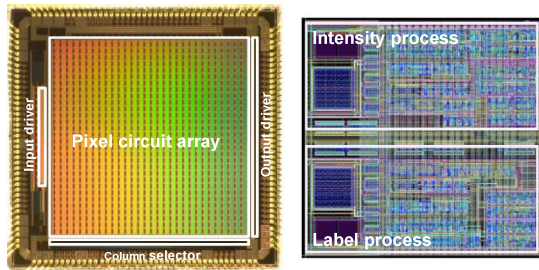 Input driver
Pixel circuit array
Output driver
Column selector
Intensity process
Label process